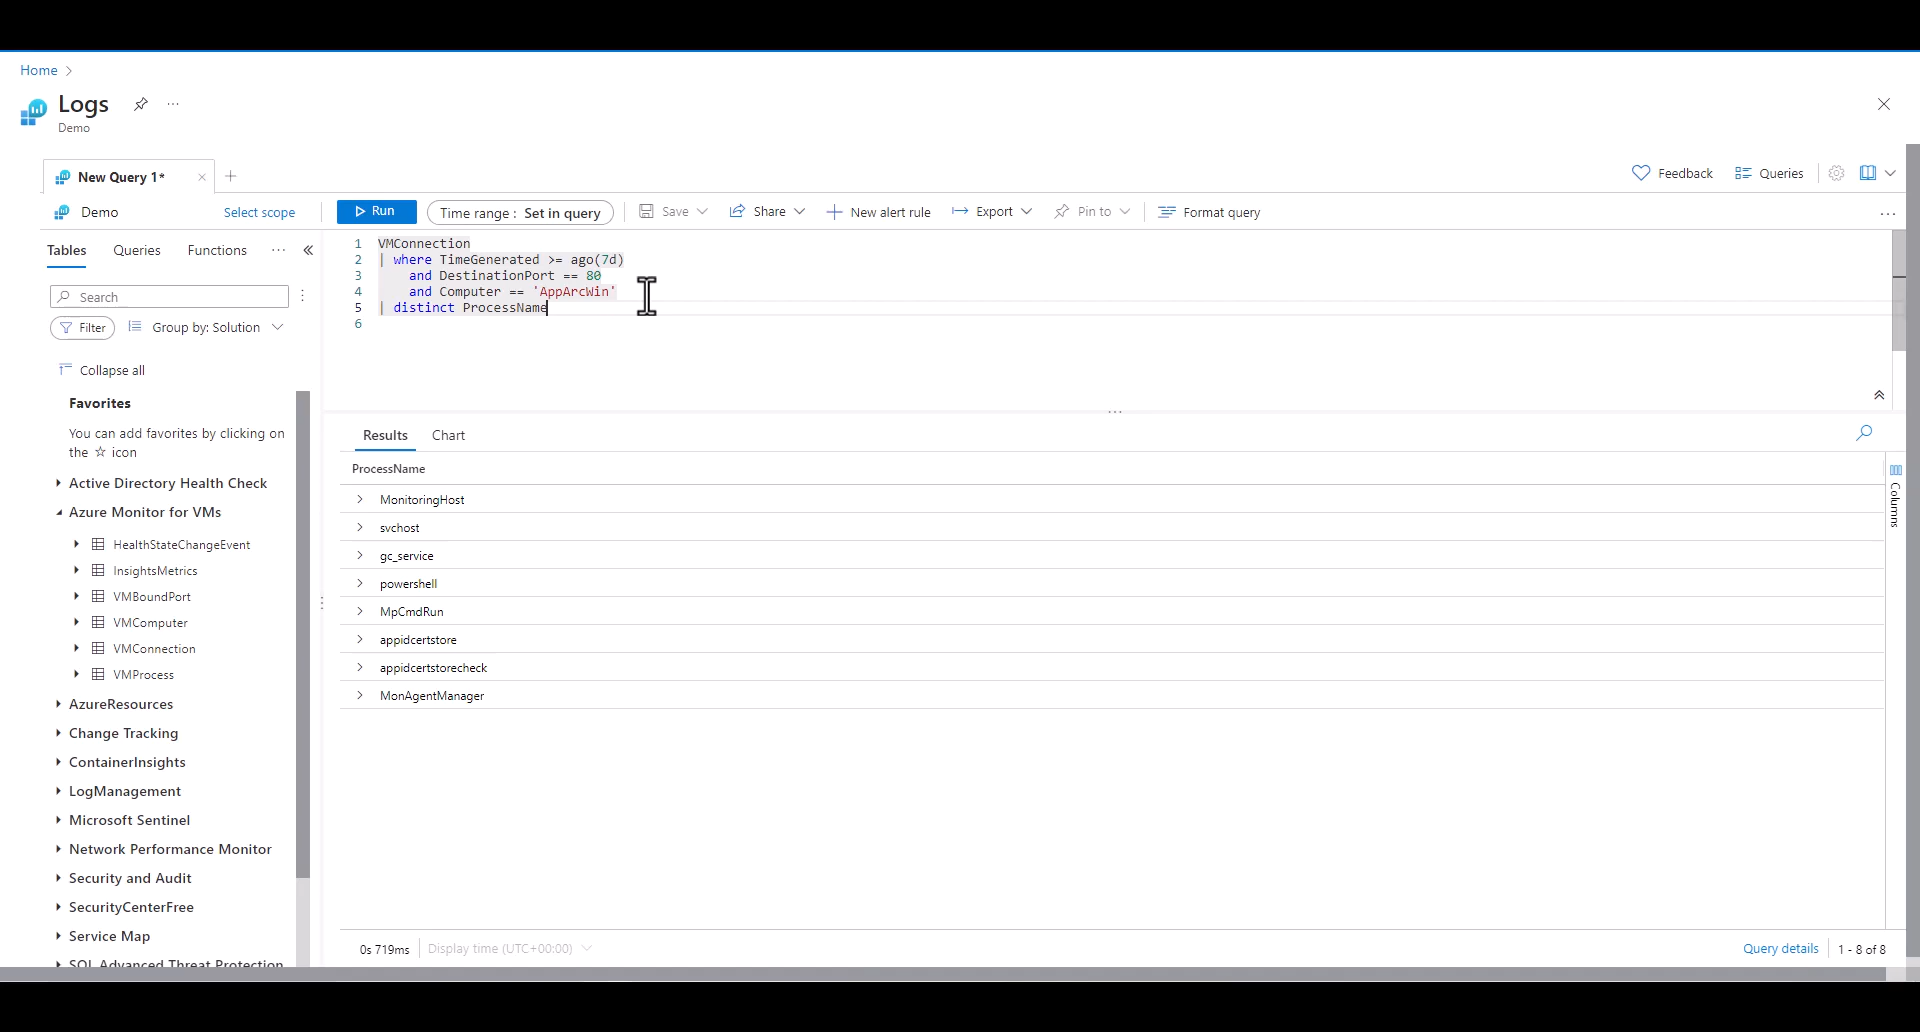 Home
Logs
...
Demo
New Query 1*
Feedback
Queries
Demo
Select scope
Run
Time range : Set in query
Save
Share
New alert rule
Export
Pin to
Format query
...
Tables
Queries
Functions
...
Search
Filter
Group by: Solution
Collapse all
Favorites
You can add favorites by clicking on
the ☆ icon
Active Directory Health Check
Azure Monitor for VMs
HealthStateChangeEvent
InsightsMetrics
VMBoundPort
VMComputer
VMConnection
VMProcess
AzureResources
Change Tracking
ContainerInsights
LogManagement
Microsoft Sentinel
Network Performance Monitor
Security and Audit
SecurityCenterFree
Service Map
SQL Advanced Threat Protection
1 VMConnection
2 | where TimeGenerated >= ago(7d)
3 and DestinationPort == 80
4 and Computer == 'AppArcWin'
5 | distinct ProcessName
6
Results
Chart
ProcessName
MonitoringHost
svchost
gc_service
powershell
MpCmdRun
appidcertstore
appidcertstorecheck
MonAgentManager
Columns
0s 719ms
Display time (UTC+00:00)
Query details
1 - 8 of 8